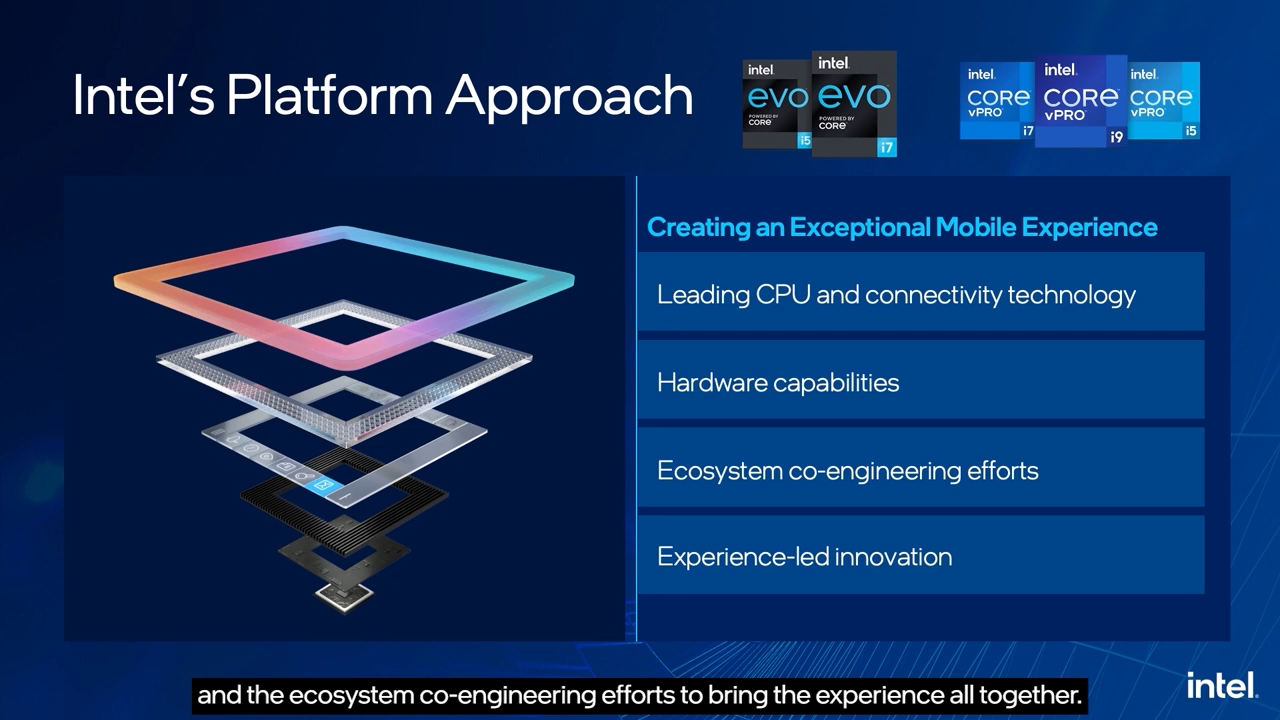 Intel's Platform Approach
intel.
evo
POWERED BY
CORE
i5
intel.
evo
POWERED BY
CORE
i7
intel.
CORE
vPRO
i7
intel.
CORE
vPRO
i9
intel.
CORE
vPRO
i5
Creating an Exceptional Mobile Experience
Leading CPU and connectivity technology
Hardware capabilities
Ecosystem co-engineering efforts
Experience-led innovation
and the ecosystem co-engineering efforts to bring the experience all together.
intel.